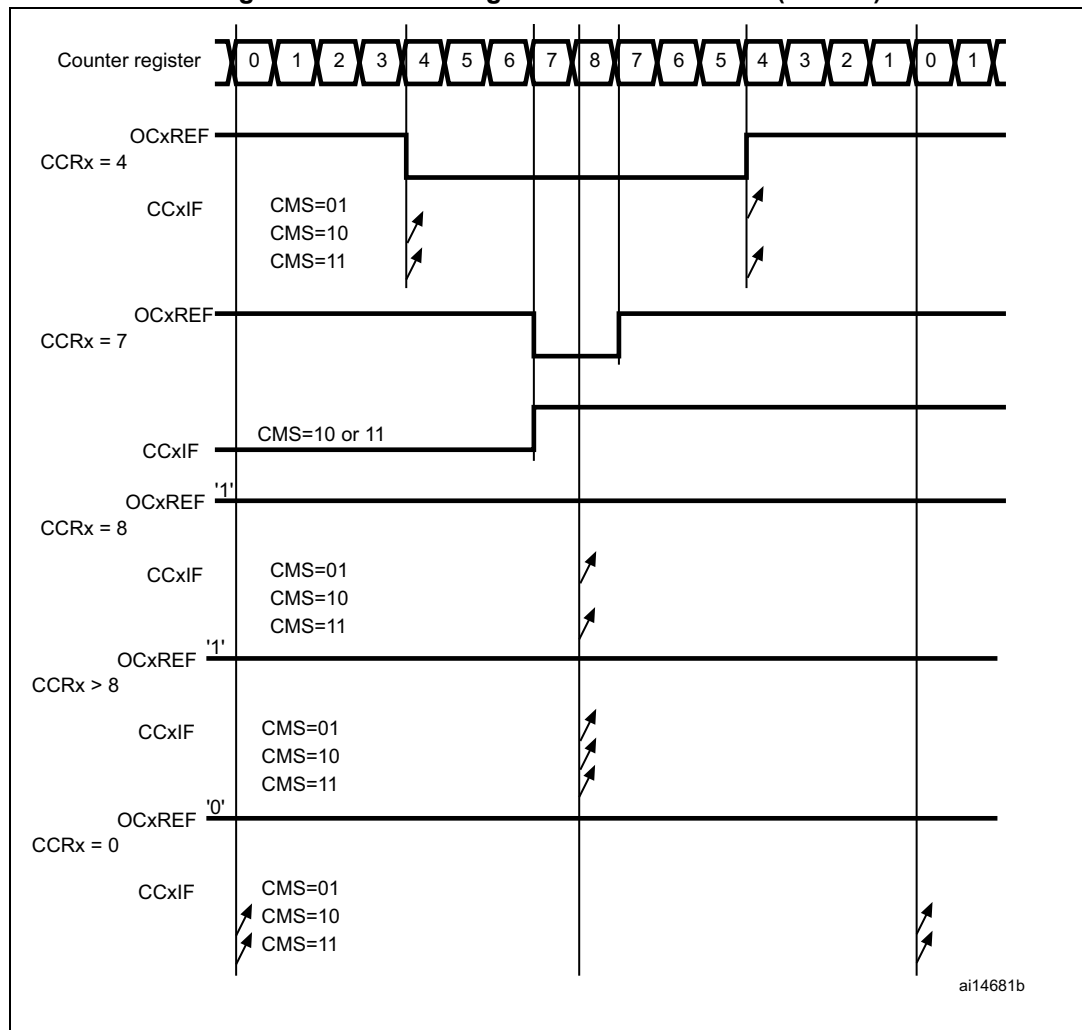 Counter register 0 1 2 3 4 5 6 7 8 7 6 5 4 3 2 1 0 1
OCxREF
CCRx = 4
CCxIF CMS=01
CMS=10
CMS=11
OCxREF
CCRx = 7
CMS=10 or 11
CCxIF
'1'
OCxREF
CCRx = 8
CCxIF CMS=01
CMS=10
CMS=11
'1'
OCxREF
CCRx > 8
CCxIF CMS=01
CMS=10
CMS=11
'0'
OCxREF
CCRx = 0
CCxIF CMS=01
CMS=10
CMS=11
ai14681b